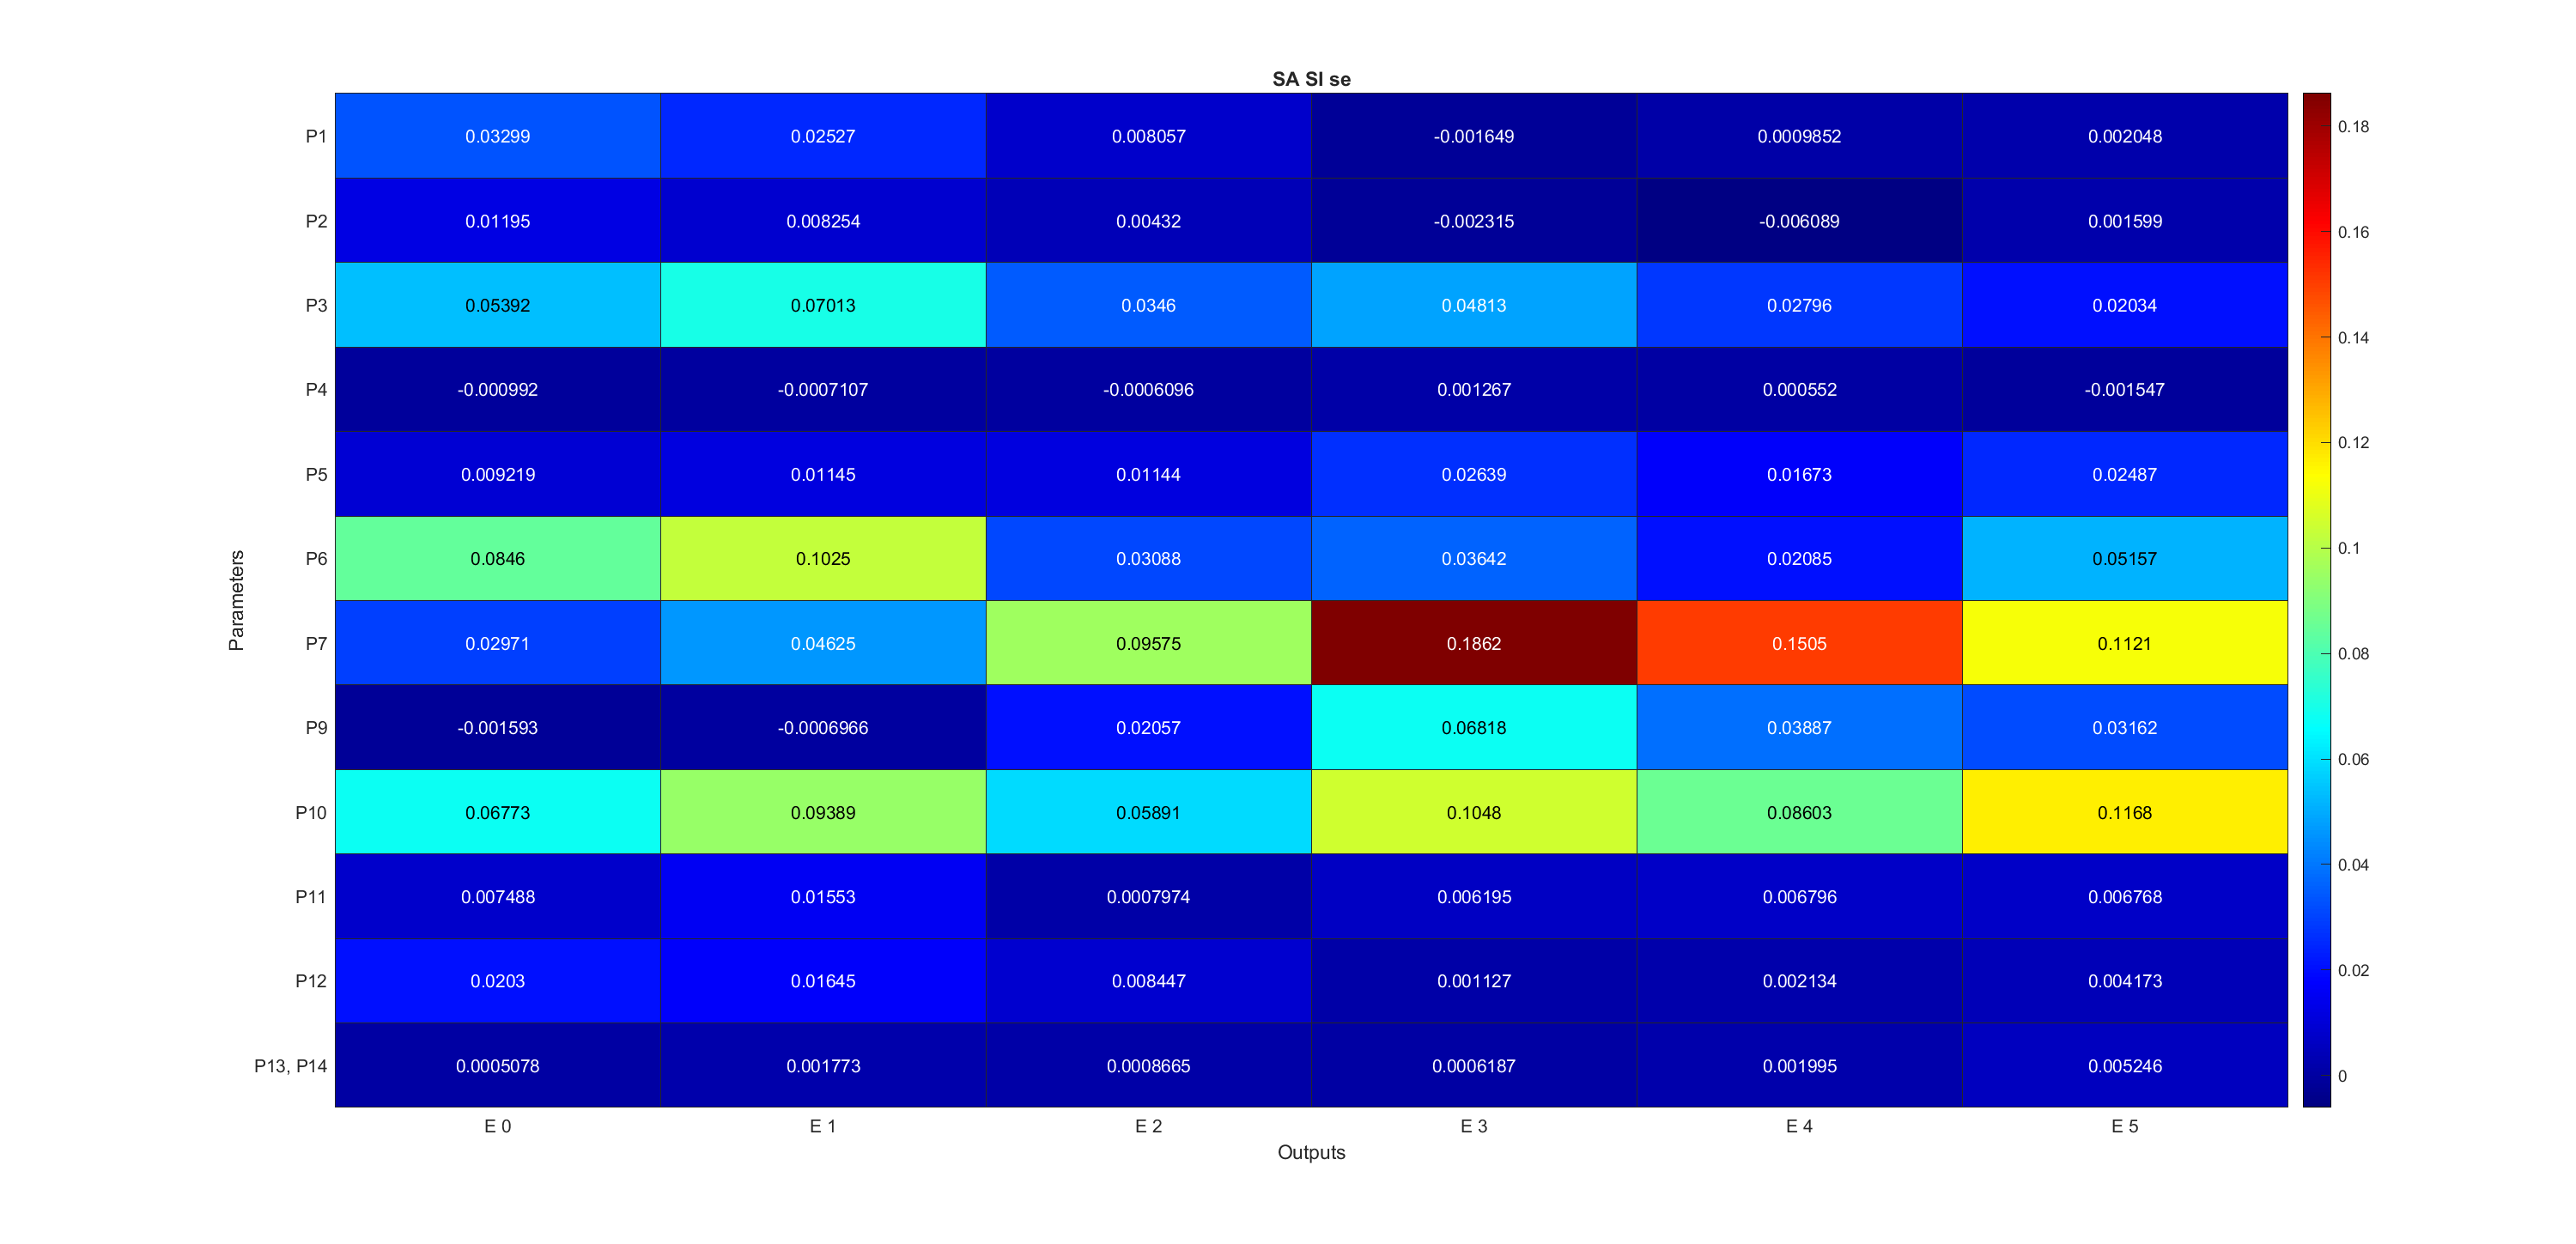 SA SI se
P1 0.03299 0.02527 0.008057 -0.001649 0.0009852 0.002048
P2 0.01195 0.008254 0.00432 -0.002315 -0.006089 0.001599
P3 0.05392 0.07013 0.0346 0.04813 0.02796 0.02034
P4 -0.000992 -0.0007107 -0.0006096 0.001267 0.000552 -0.001547
P5 0.009219 0.01145 0.01144 0.02639 0.01673 0.02487
P6 0.0846 0.1025 0.03088 0.03642 0.02085 0.05157
P7 0.02971 0.04625 0.09575 0.1862 0.1505 0.1121
P9 -0.001593 -0.0006966 0.02057 0.06818 0.03887 0.03162
P10 0.06773 0.09389 0.05891 0.1048 0.08603 0.1168
P11 0.007488 0.01553 0.0007974 0.006195 0.006796 0.006768
P12 0.0203 0.01645 0.008447 0.001127 0.002134 0.004173
P13, P14 0.0005078 0.001773 0.0008665 0.0006187 0.001995 0.005246
E 0 E 1 E 2 E 3 E 4 E 5
Outputs
Parameters
0.18
0.16
0.14
0.12
0.1
0.08
0.06
0.04
0.02
0